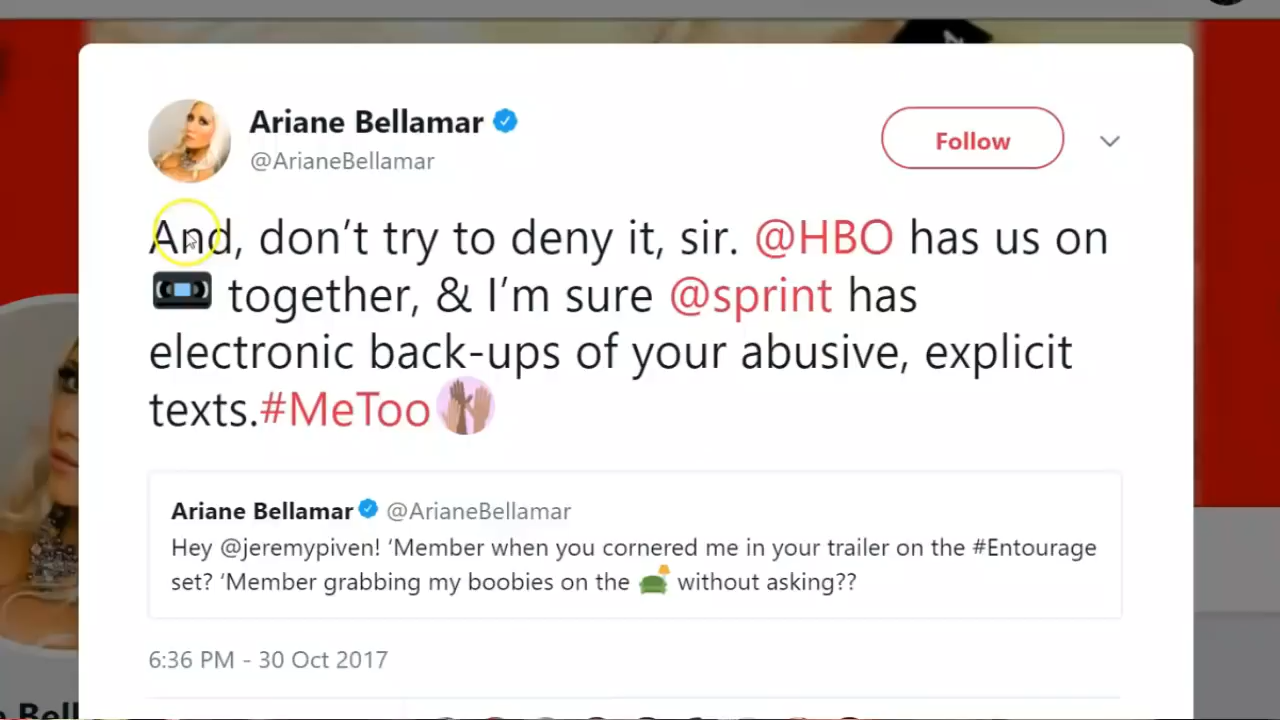 Ariane Bellamar
@ArianeBellamar
Follow
And, don’t try to deny it, sir. @HBO has us on
together, & I’m sure @sprint has
electronic back-ups of your abusive, explicit
texts.#MeToo
Ariane Bellamar @ArianeBellamar
Hey @jeremypiven! ‘Member when you cornered me in your trailer on the #Entourage
set? ‘Member grabbing my boobies on the without asking??
6:36 PM - 30 Oct 2017